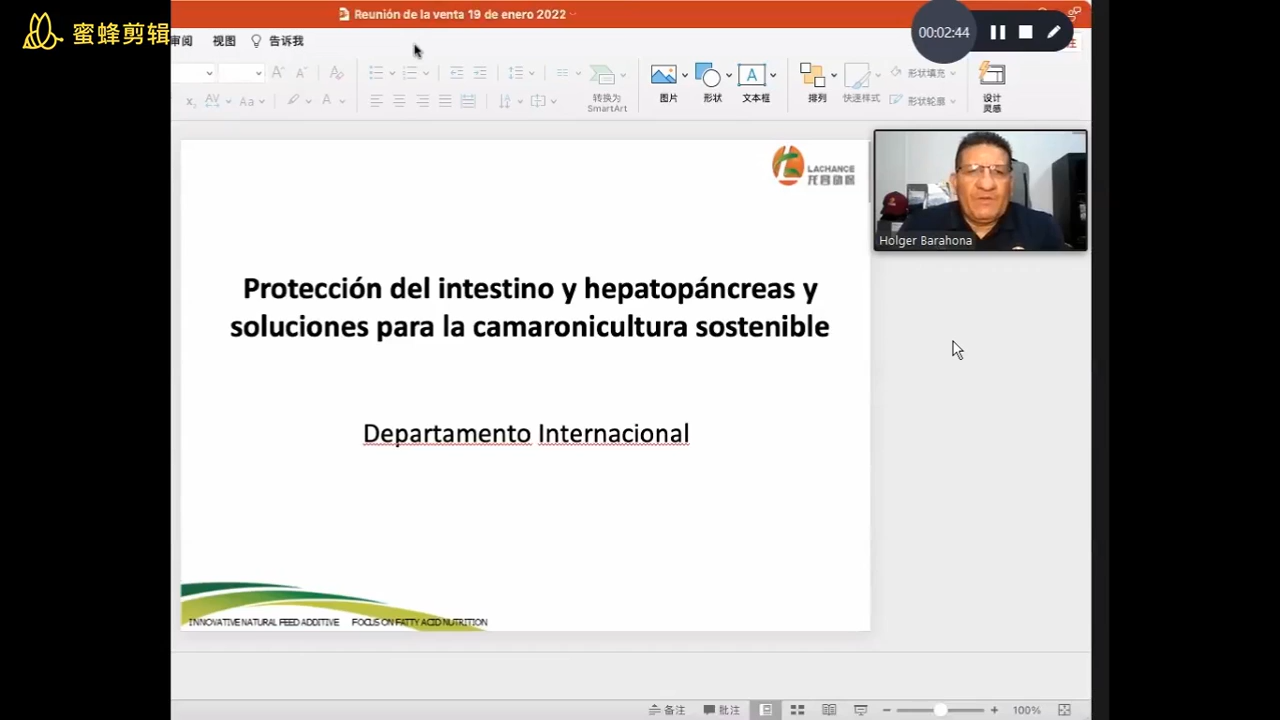 蜜蜂剪辑
Reunión de la venta 19 de enero 2022
审阅 视图 告诉我
00:02:44
转换为
SmartArt
图片 形状 文本框
排列 快速样式
形状填充
形状轮廓
设计
灵感
LACHANCE
Holger Barahona
Protección del intestino y hepatopáncreas y
soluciones para la camaronicultura sostenible
Departamento Internacional
INNOVATIVE NATURAL FEED ADDITIVE FOCUS ON FATTY ACID NUTRITION
备注 批注 100%